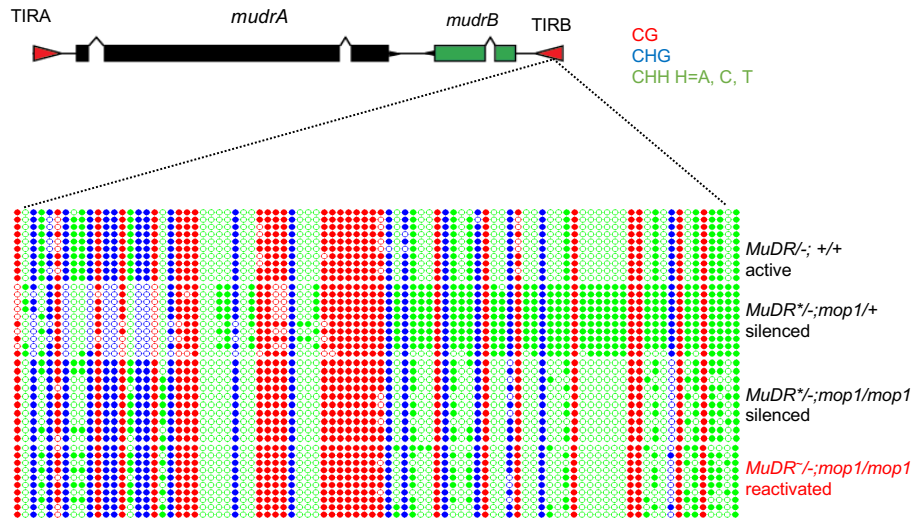 TIRA
mudrA
mudrB
TIRB
CG
CHG
CHH H=A, C, T
MuDR/-; +/+
active
MuDR*/-;mop1/+
silenced
MuDR*/-;mop1/mop1
silenced
MuDR~/-;mop1/mop1
reactivated